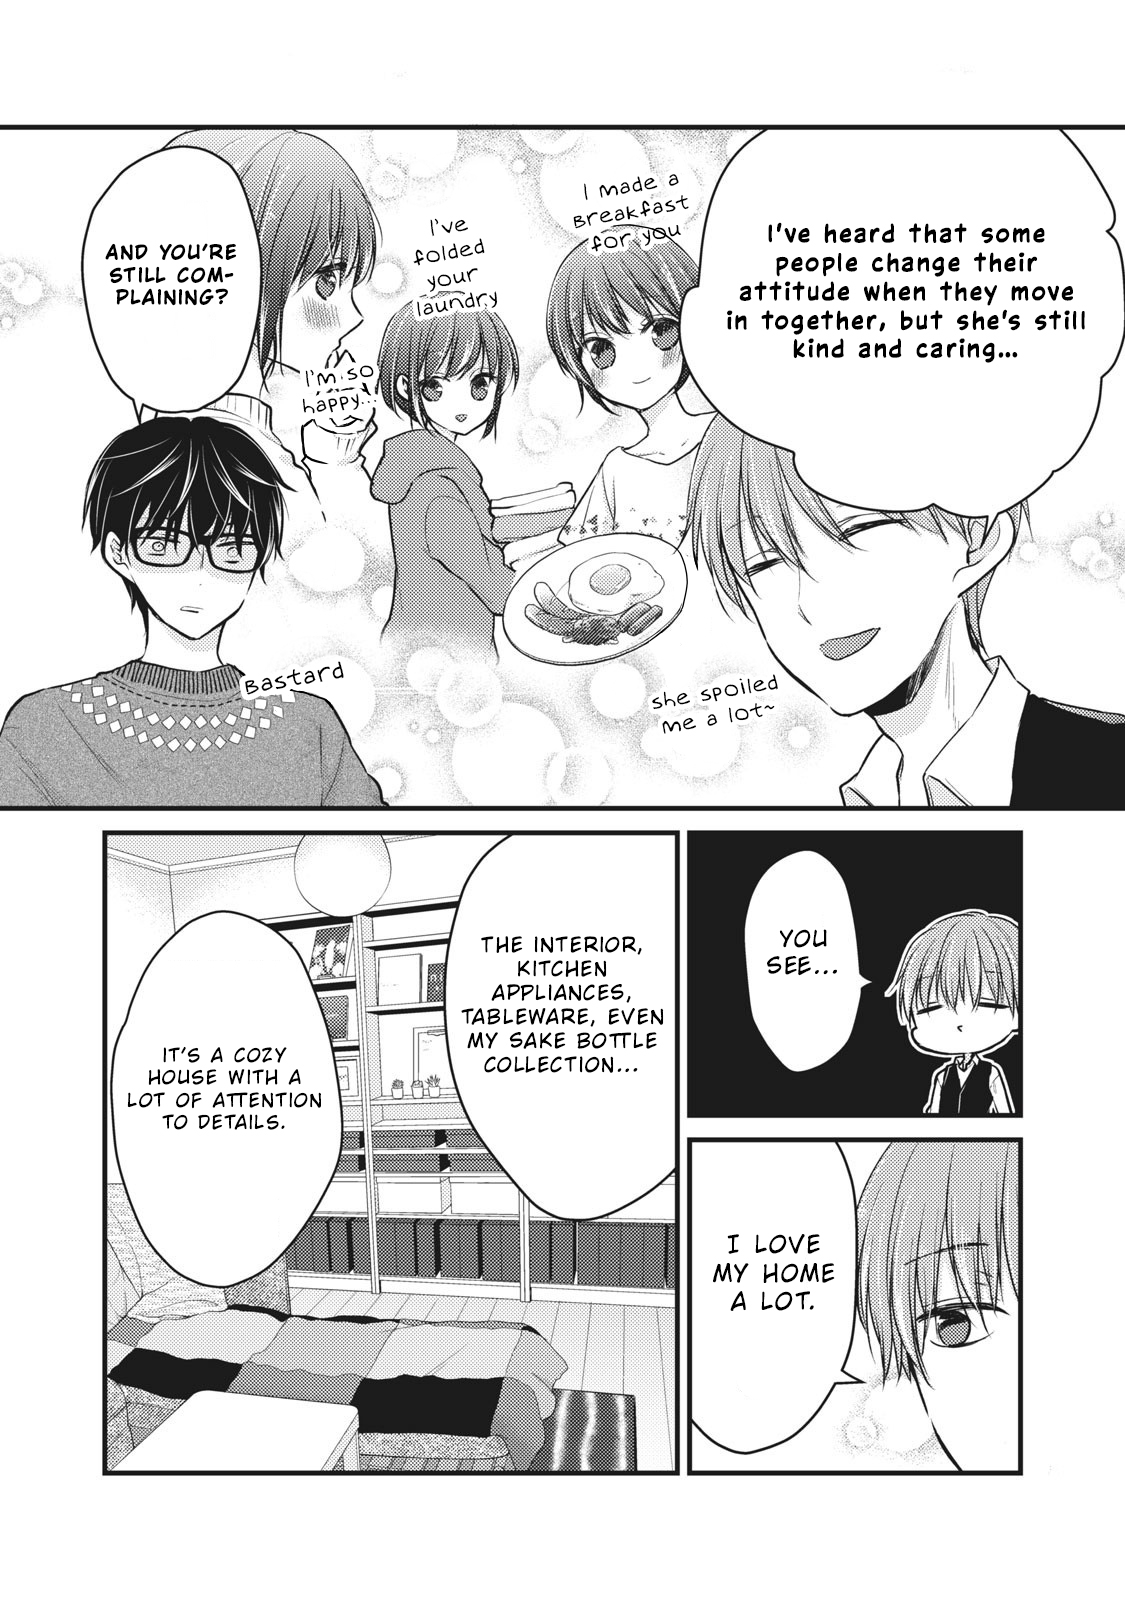 I've heard that some
people change their
attitude when they move
in together, but she's still
kind and caring...
I made a
Breakfast
for you
I've
folded
your
laundry
I'm so
happy...
she spoiled
me a lot~
AND YOU'RE
STILL COM-
PLAINING?
Bastard
YOU
SEE...
I LOVE
MY HOME
A LOT.
THE INTERIOR,
KITCHEN
APPLIANCES,
TABLEWARE, EVEN
MY SAKE BOTTLE
COLLECTION...
IT'S A COZY
HOUSE WITH A
LOT OF ATTENTION
TO DETAILS.